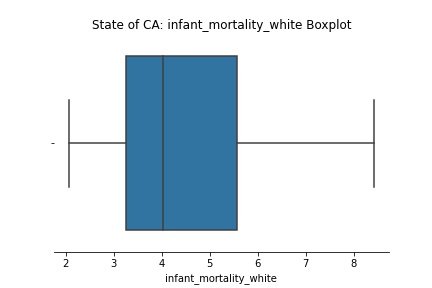 State of CA: infant_mortality_white Boxplot
-
2 3 4 5 6 7 8
infant_mortality_white